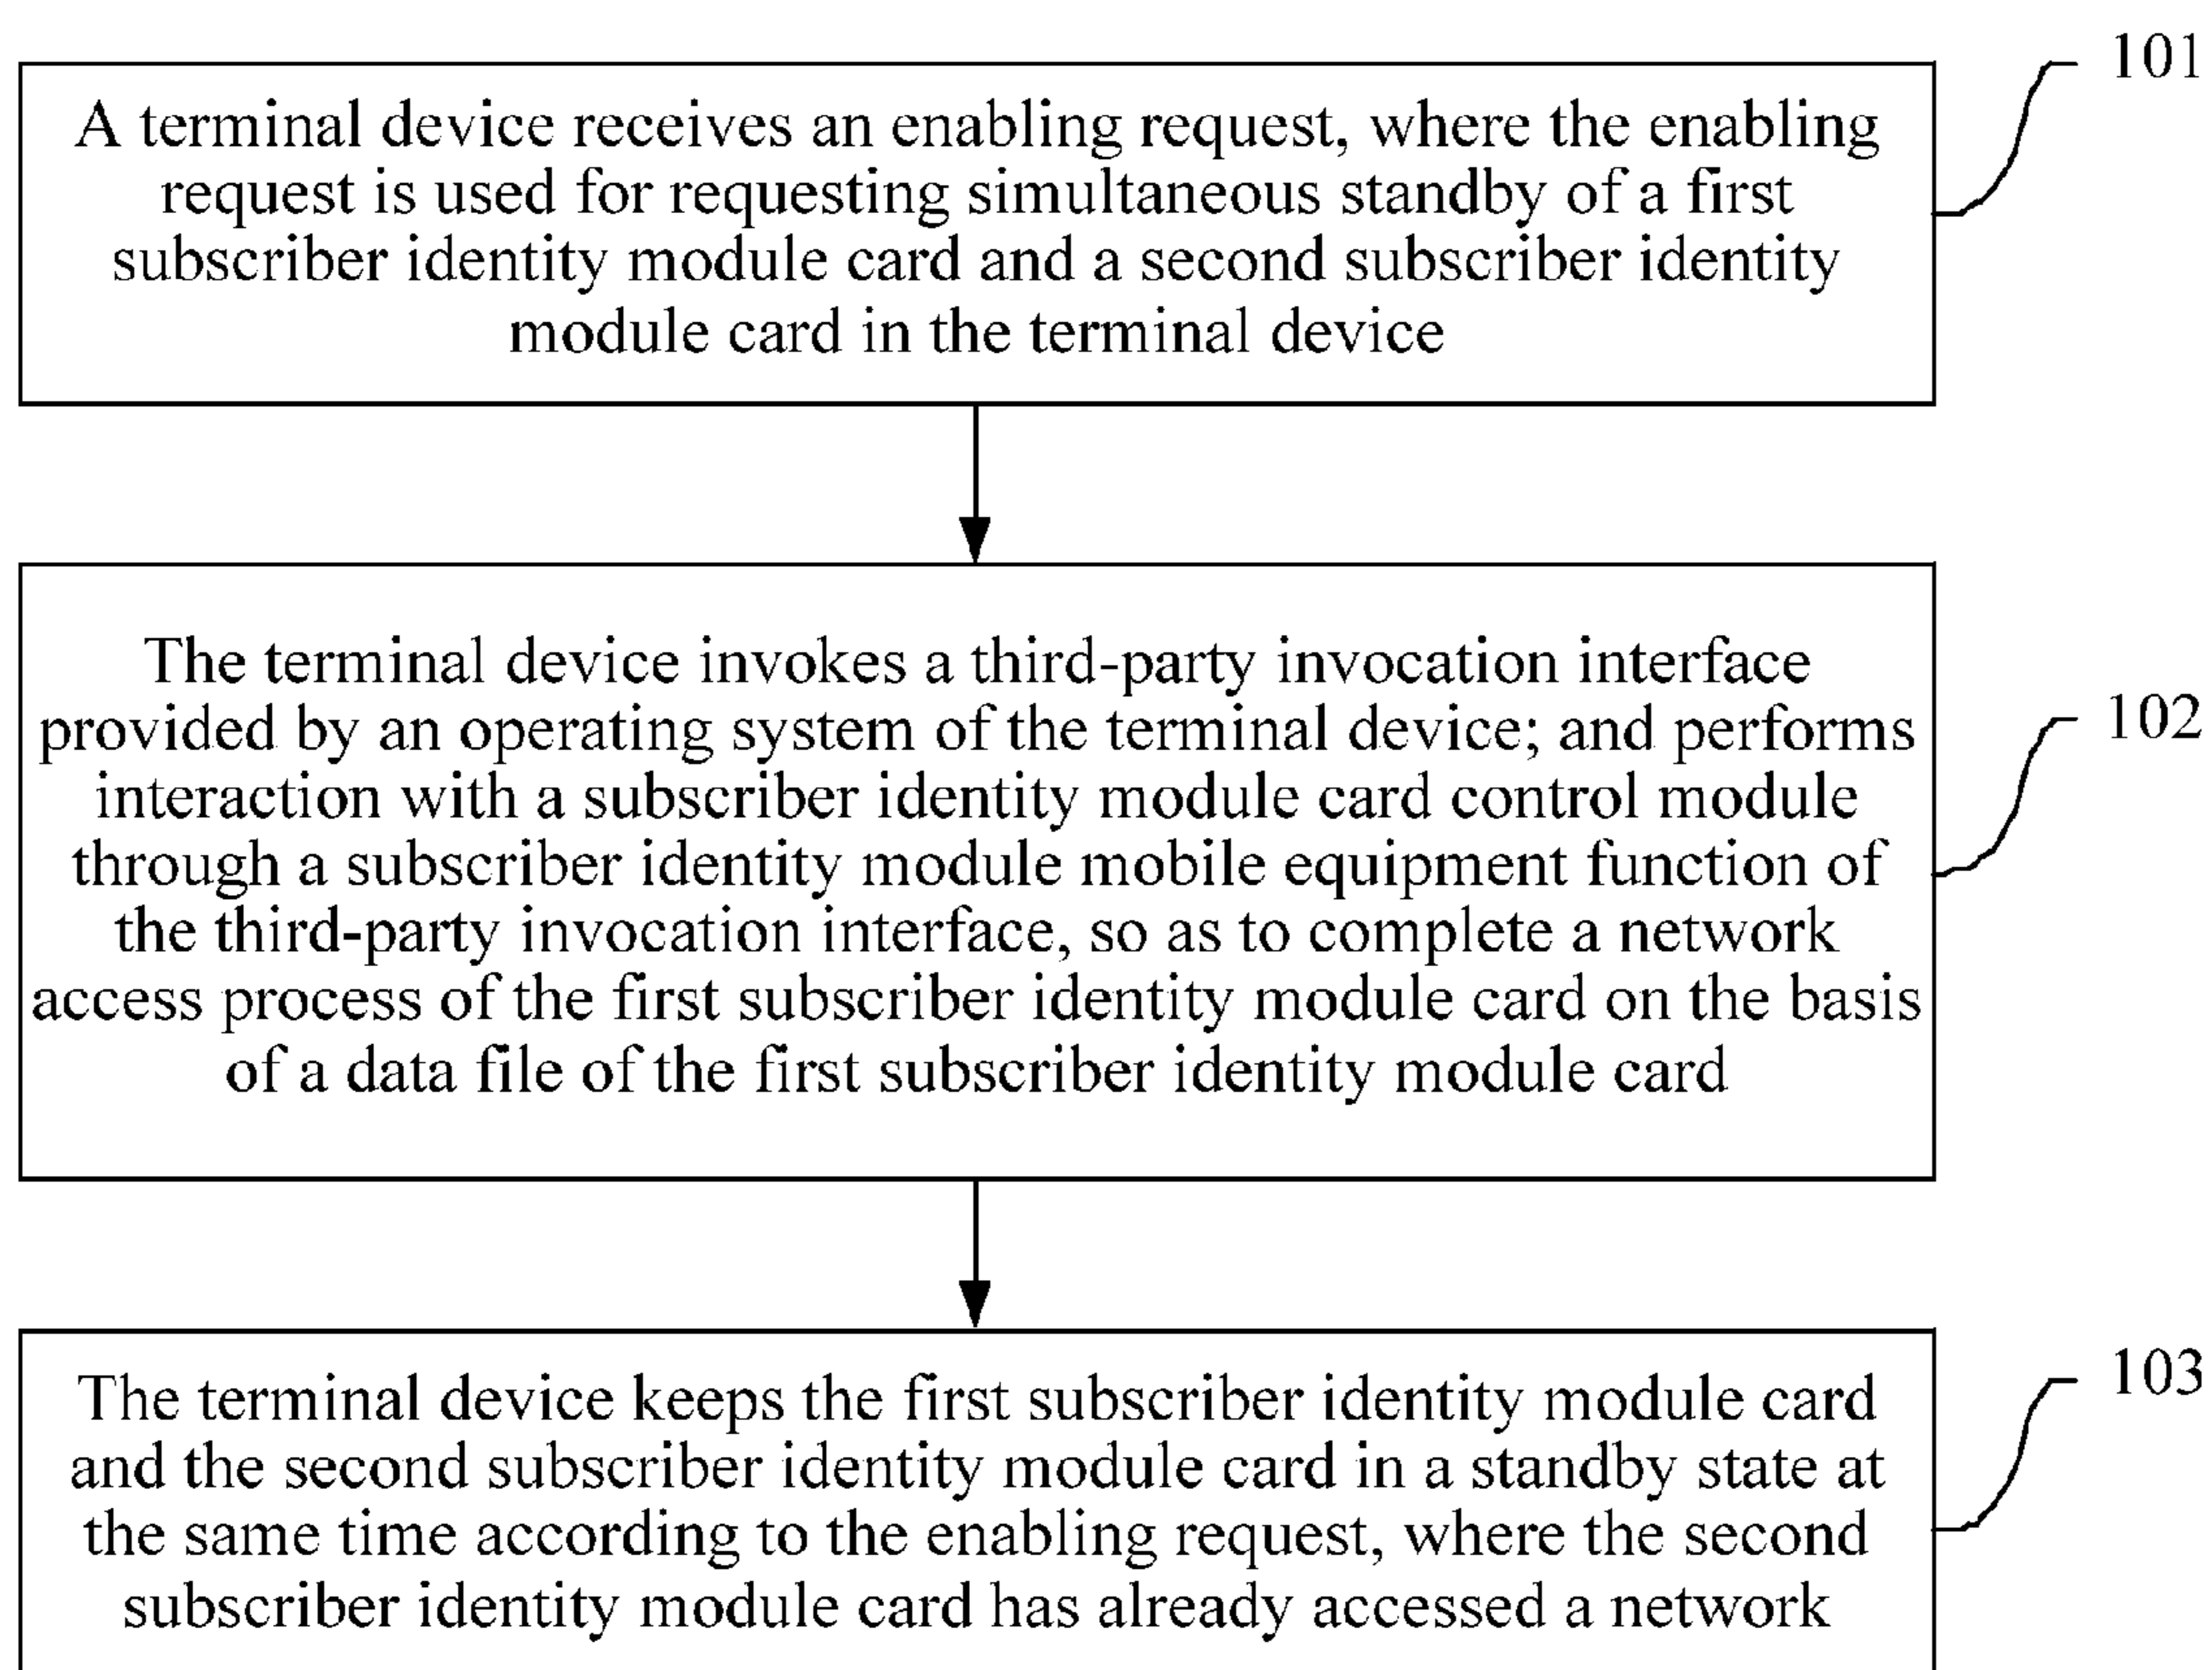 101
A terminal device receives an enabling request, where the enabling
request is used for requesting simultaneous standby of a first
subscriber identity module card and a second subscriber identity
module card in the terminal device
The terminal device invokes a third-party invocation interface
provided by an operating system of the terminal device; and performs
interaction with a subscriber identity module card control module
through a subscriber identity module mobile equipment function of
the third-party invocation interface, so as to complete a network
access process of the first subscriber identity module card on the basis
of a data file of the first subscriber identity module card
102
The terminal device keeps the first subscriber identity module card
and the second subscriber identity module card in a standby state at
the same time according to the enabling request, where the second
subscriber identity module card has already accessed a network
103